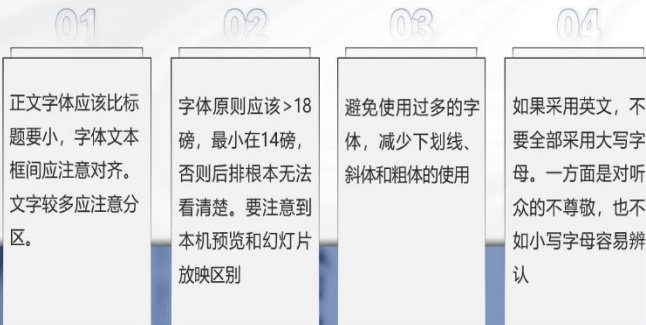 01
正文字体应该比标
题要小，字体文本
框间应注意对齐。
文字较多应注意分
区。
02
字体原则应该>18
磅，最小在14磅，
否则后排根本无法
看清楚。要注意到
本机预览和幻灯片
放映区别
03
避免使用过多的字
体，减少下划线、
斜体和粗体的使用
04
如果采用英文，不
要全部采用大写字
母。一方面是对听
众的不尊敬，也不
如小写字母容易辨
认